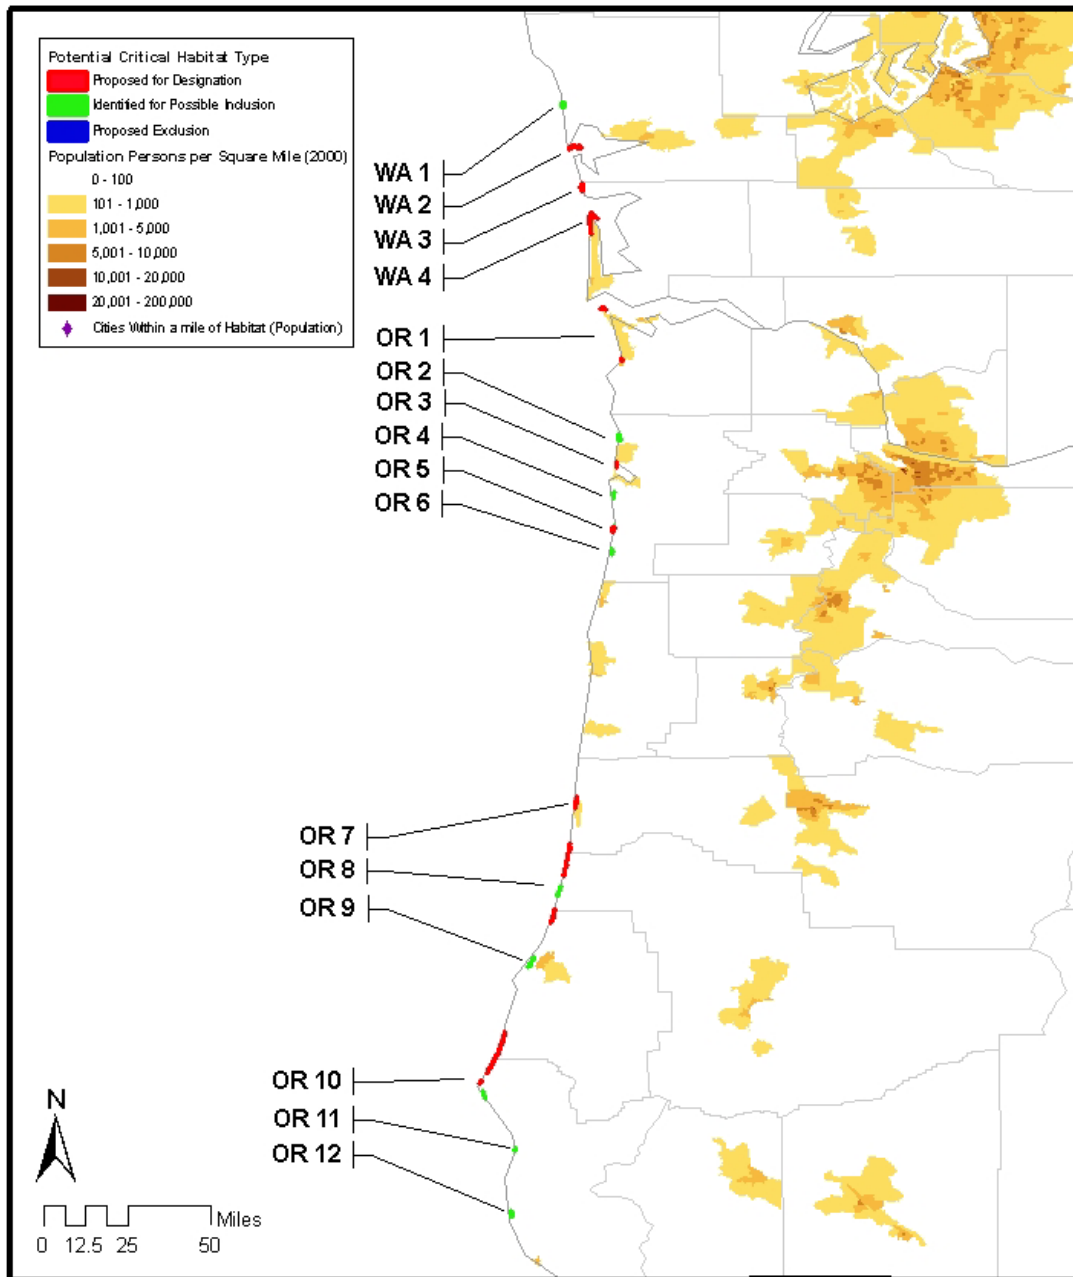 Potential Critical Habitat Type
Proposed for Designation
Identified for Possible Inclusion
Proposed Exclusion
Population Persons per Square Mile (2000)
0 - 100
101 - 1,000
1,001 - 5,000
5,001 - 10,000
10,001 - 20,000
20,001 - 200,000
Cities Within a mile of Habitat (Population)
WA 1
WA 2
WA 3
WA 4
OR 1
OR 2
OR 3
OR 4
OR 5
OR 6
OR 7
OR 8
OR 9
OR 10
OR 11
OR 12
N
Miles
0 12.5 25 50